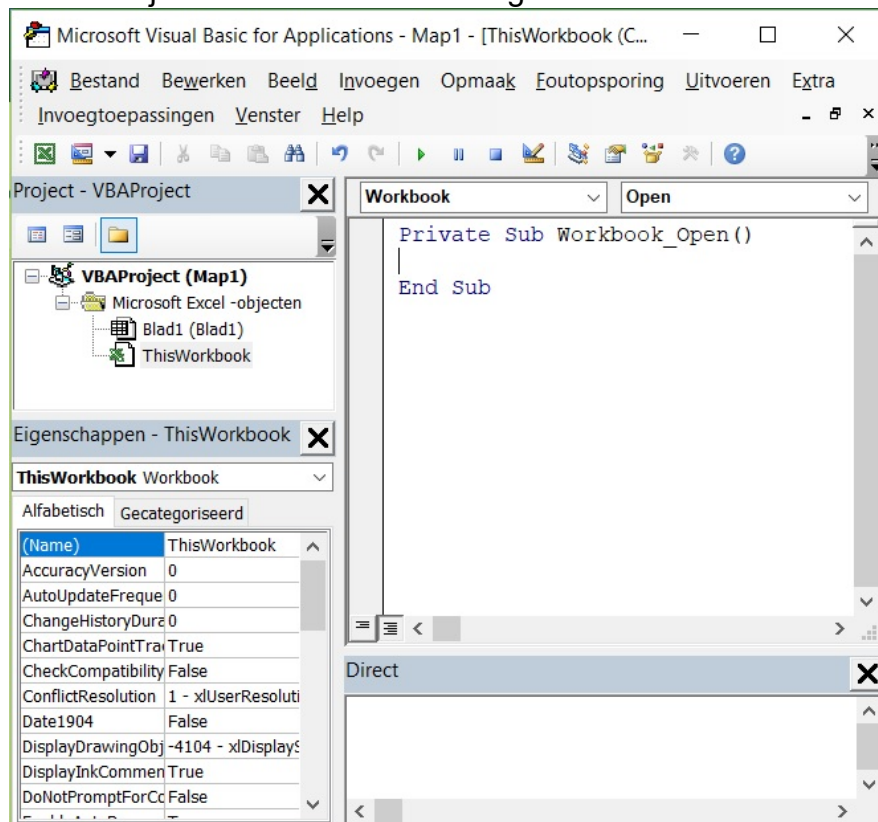 Microsoft Visual Basic for Applications - Map1 - [ThisWorkbook (C...
Bestand Bewerken Beeld Invoegen Opmaak Foutopsporing Uitvoeren Extra
Invoegtoepassingen Venster Help
Project - VBAProject
VBAProject (Map1)
Microsoft Excel -objecten
Blad1 (Blad1)
ThisWorkbook
Eigenschappen - ThisWorkbook
ThisWorkbook Workbook
Alfabetisch Gecategoriseerd
(Name) ThisWorkbook
AccuracyVersion 0
AutoUpdateFreque 0
ChangeHistoryDura 0
ChartDataPointTra True
CheckCompatibility False
ConflictResolution 1 - xlUserResoluti
Date1904 False
DisplayDrawingObj -4104 - xlDisplayS
DisplayInkCommen True
DoNotPromptForCo False
Workbook Open
Private Sub Workbook_Open()
End Sub
Direct